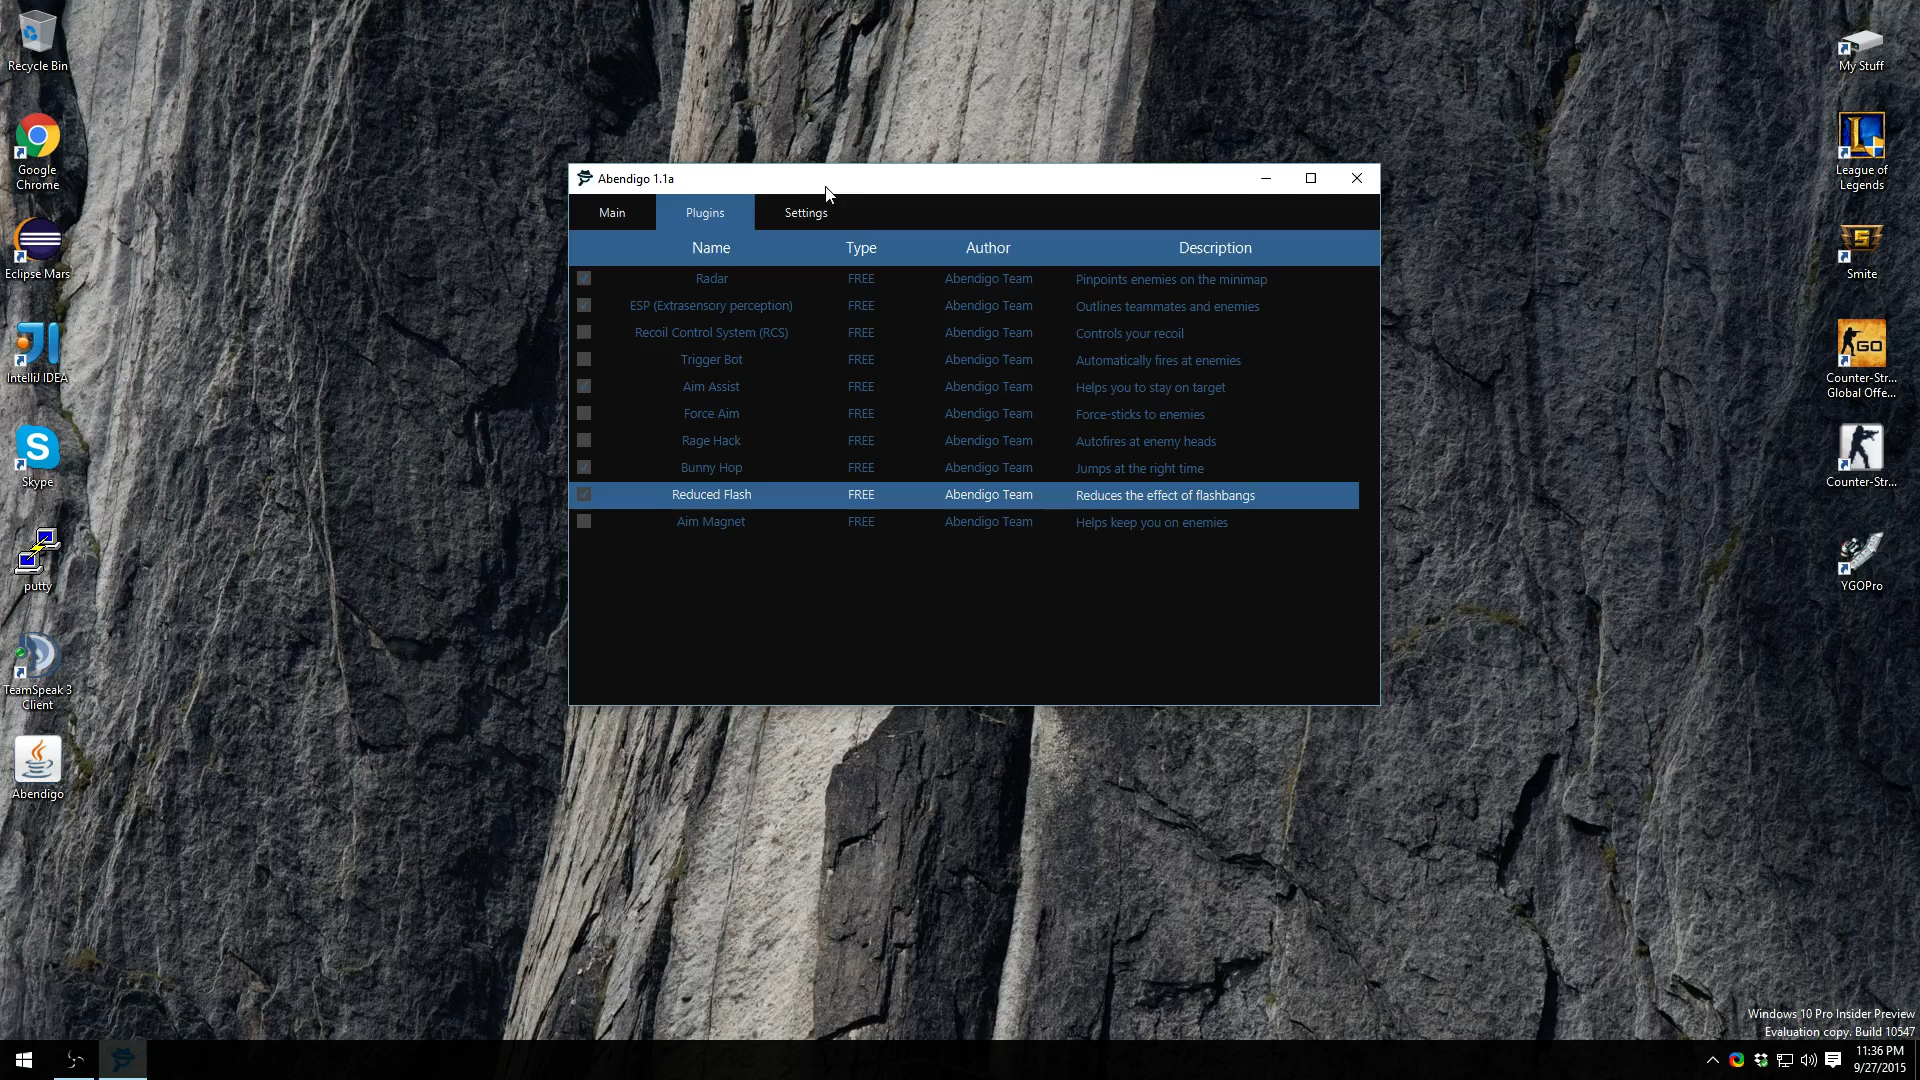 Recycle Bin
Google
Chrome
Eclipse Mars
IntelliJ IDEA
Skype
putty
TeamSpeak 3
Client
Abendigo
Abendigo 1.1a
Main Plugins Settings
Name Type Author Description
Radar FREE Abendigo Team Pinpoints enemies on the minimap
ESP (Extrasensory perception) FREE Abendigo Team Outlines teammates and enemies
Recoil Control System (RCS) FREE Abendigo Team Controls your recoil
Trigger Bot FREE Abendigo Team Automatically fires at enemies
Aim Assist FREE Abendigo Team Helps you to stay on target
Force Aim FREE Abendigo Team Force-sticks to enemies
Rage Hack FREE Abendigo Team Autofires at enemy heads
Bunny Hop FREE Abendigo Team Jumps at the right time
Reduced Flash FREE Abendigo Team Reduces the effect of flashbangs
Aim Magnet FREE Abendigo Team Helps keep you on enemies
My Stuff
League of
Legends
Smite
GO
Counter-Str...
Global Offe...
Counter-Str...
YGOPro
Windows 10 Pro Insider Preview
Evaluation copy. Build 10547
11:36 PM
9/27/2015